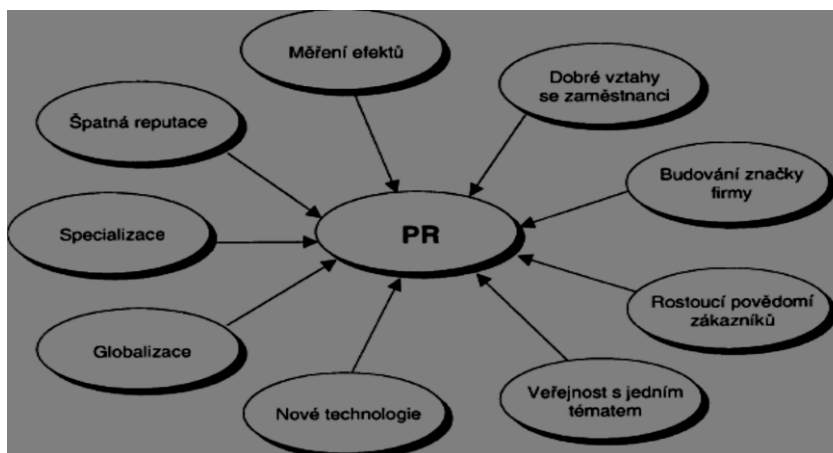 Měření efektů
Dobré vztahy
se zaměstnanci
Špatná reputace
Budování značky
firmy
Specializace
PR
Rostoucí povědomí
zákazníků
Globalizace
Nové technologie
Veřejnost s jedním
tématem